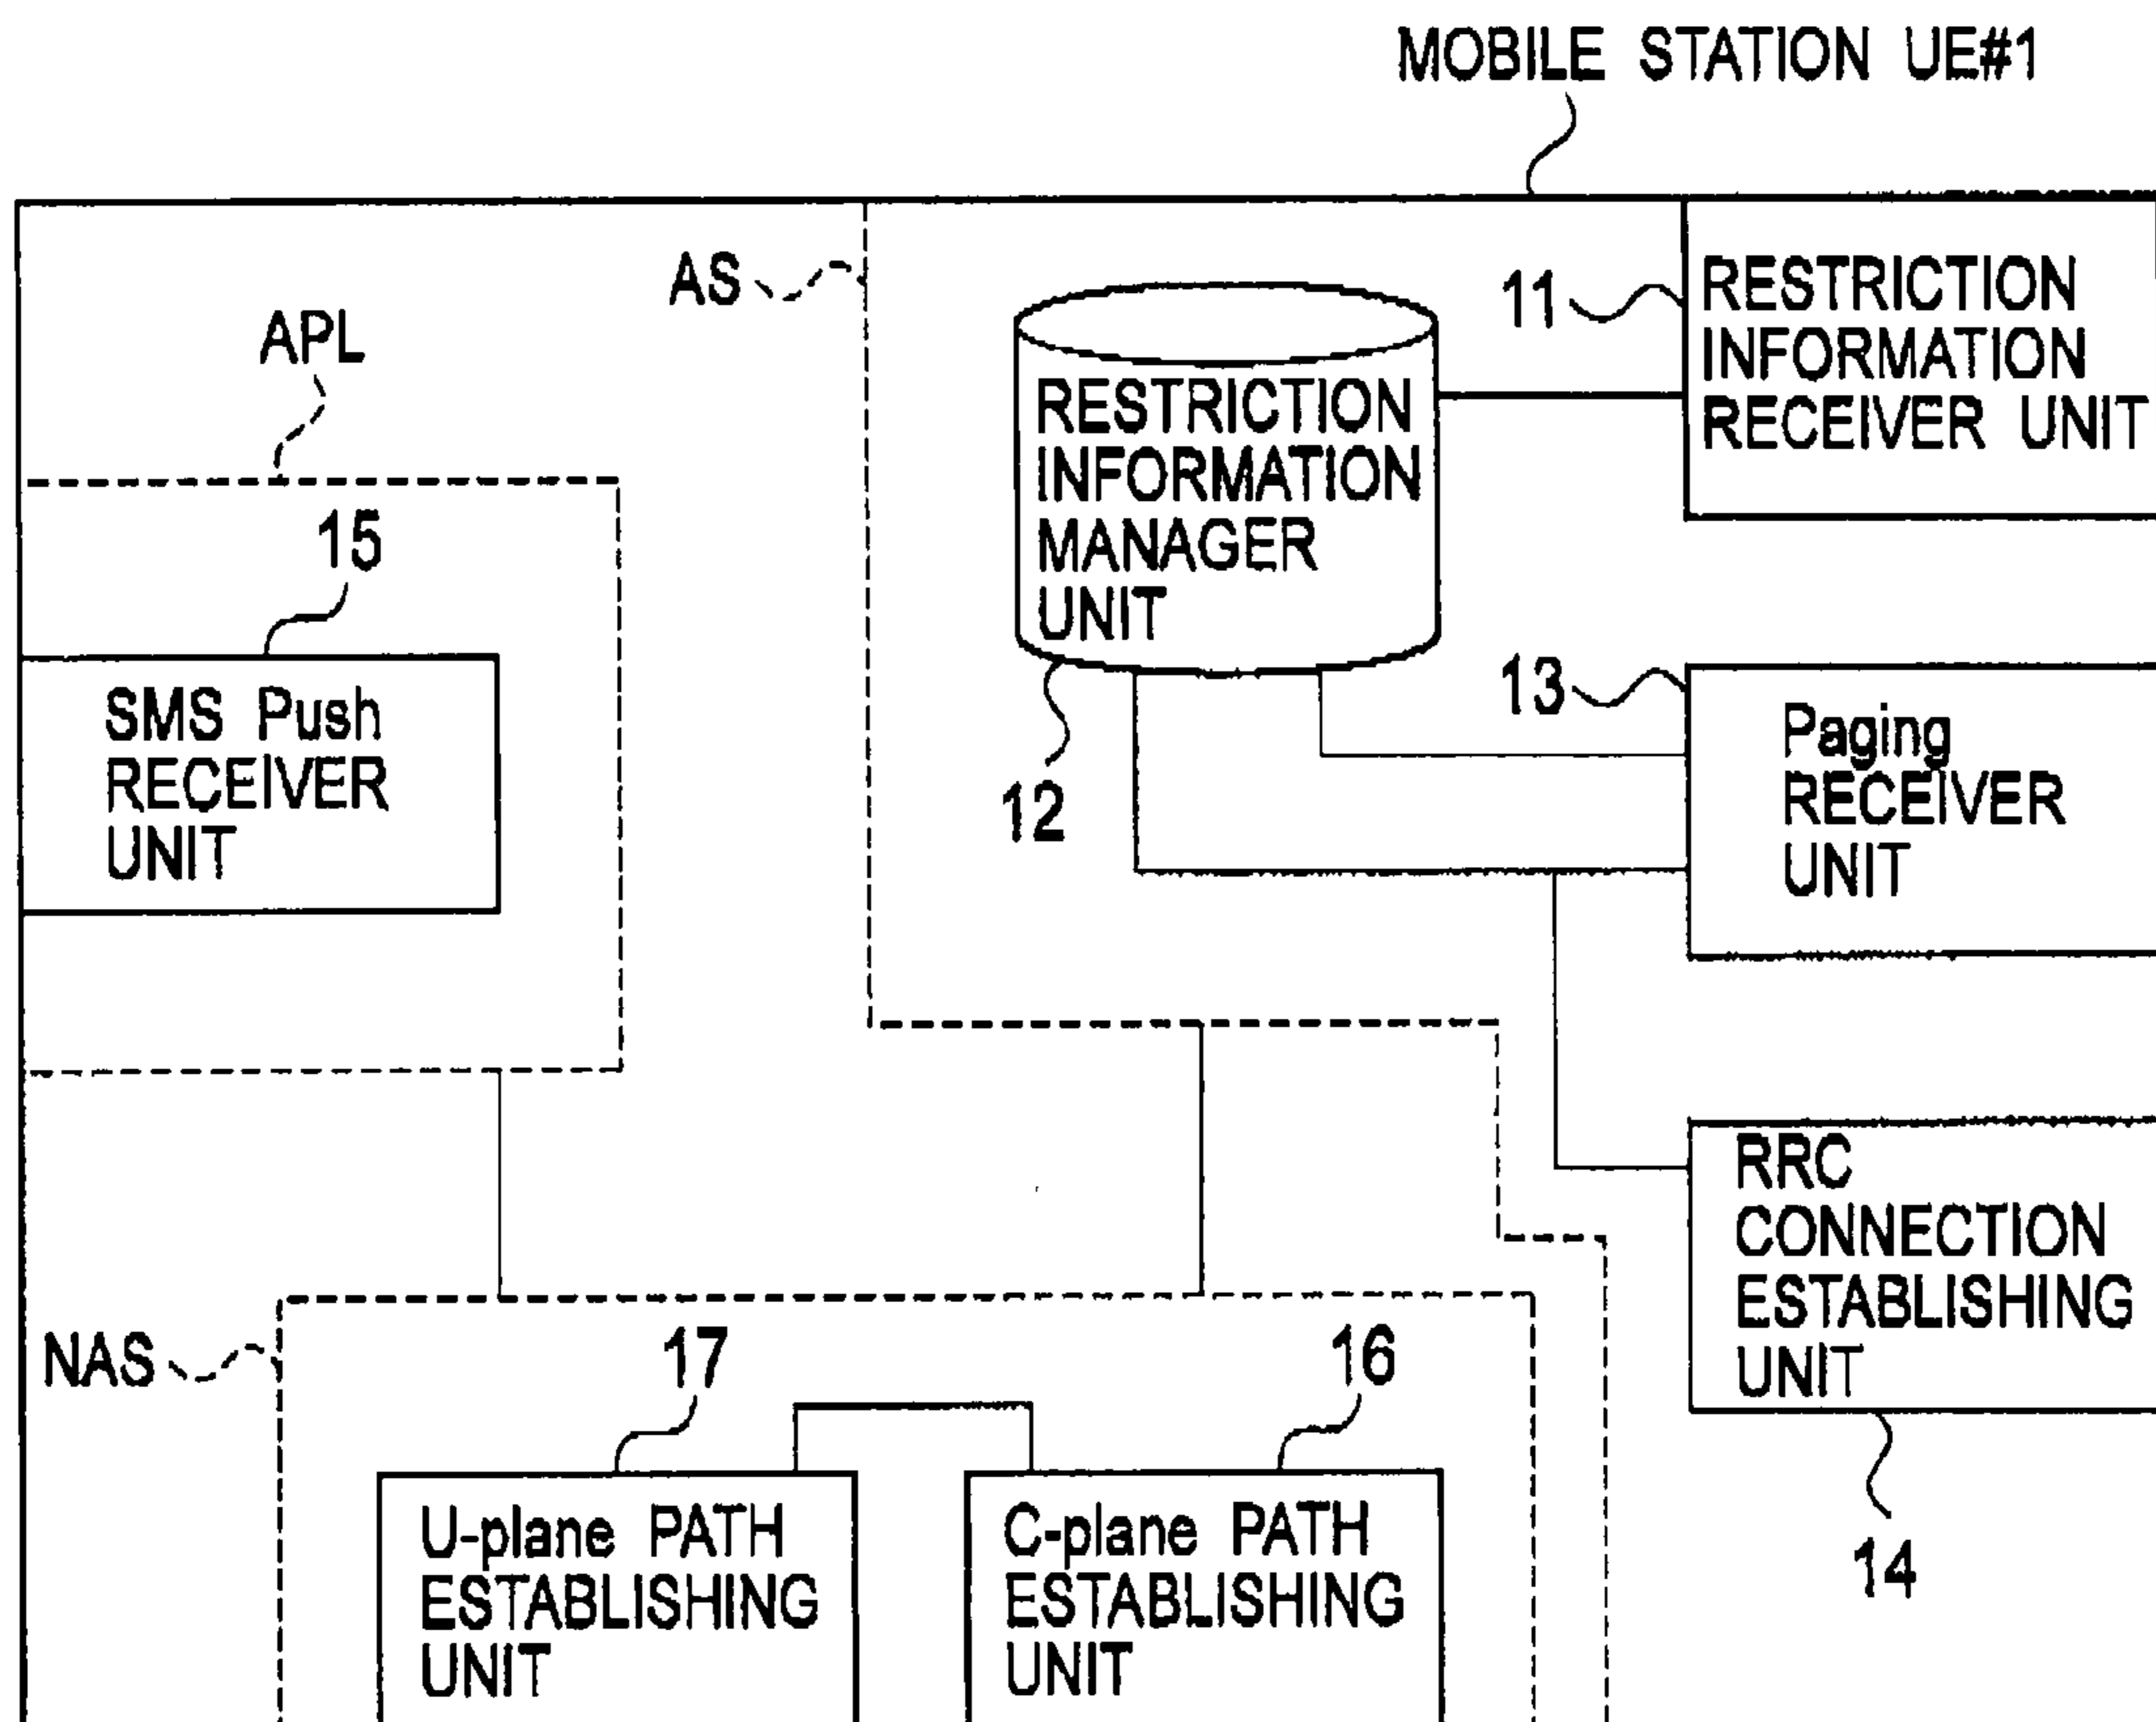 MOBILE STATION UE#1
AS
APL
11
RESTRICTION
INFORMATION
RECEIVER UNIT
RESTRICTION
INFORMATION
MANAGER
UNIT
12
15
SMS Push
RECEIVER
UNIT
13
Paging
RECEIVER
UNIT
RRC
CONNECTION
ESTABLISHING
UNIT
14
NAS
17
16
U-plane PATH
ESTABLISHING
UNIT
C-plane PATH
ESTABLISHING
UNIT